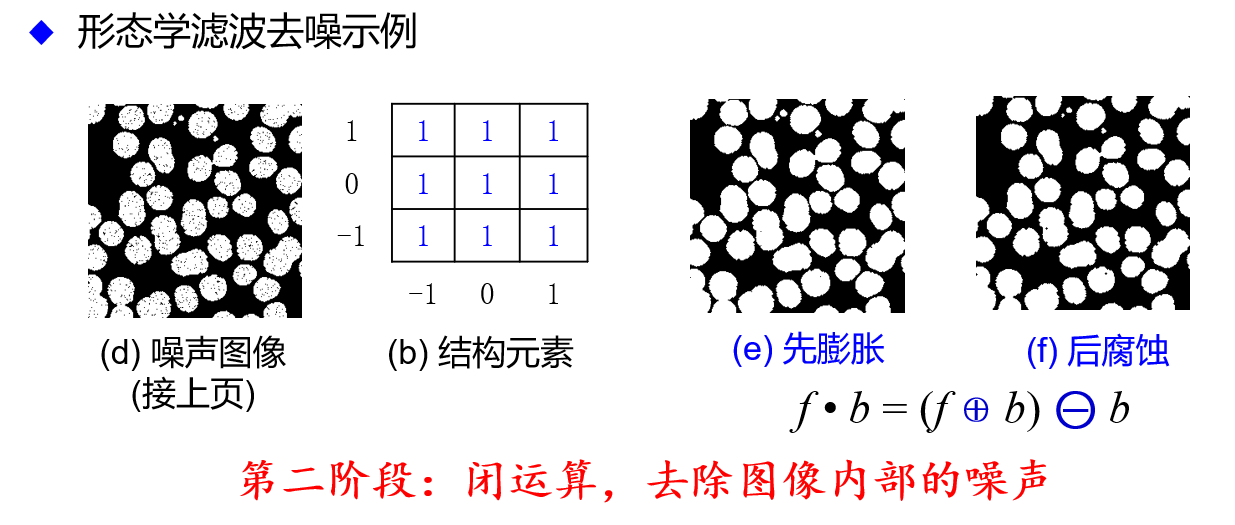 ◆ 形态学滤波去噪示例
1 1 1 1
0 1 1 1
-1 1 1 1
-1 0 1
(d) 噪声图像
(接上页)
(b) 结构元素
(e) 先膨胀
(f) 后腐蚀
f • b = (f ⊕ b) ⊖ b
第二阶段：闭运算，去除图像内部的噪声